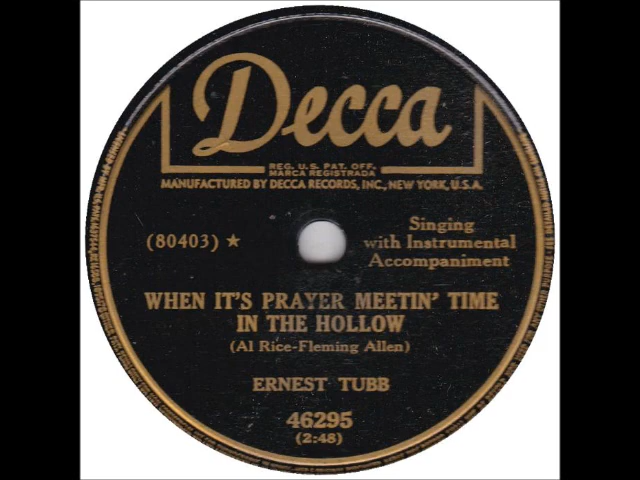 Decca
REG. U.S. PAT. OFF.
MARCA REGISTRADA
MANUFACTURED BY DECCA RECORDS, INC., NEW YORK, U.S.A.
(80403) ★
Singing
with Instrumental
Accompaniment
WHEN IT'S PRAYER MEETIN' TIME
IN THE HOLLOW
(Al Rice-Fleming Allen)
ERNEST TUBB
46295
(2:48)